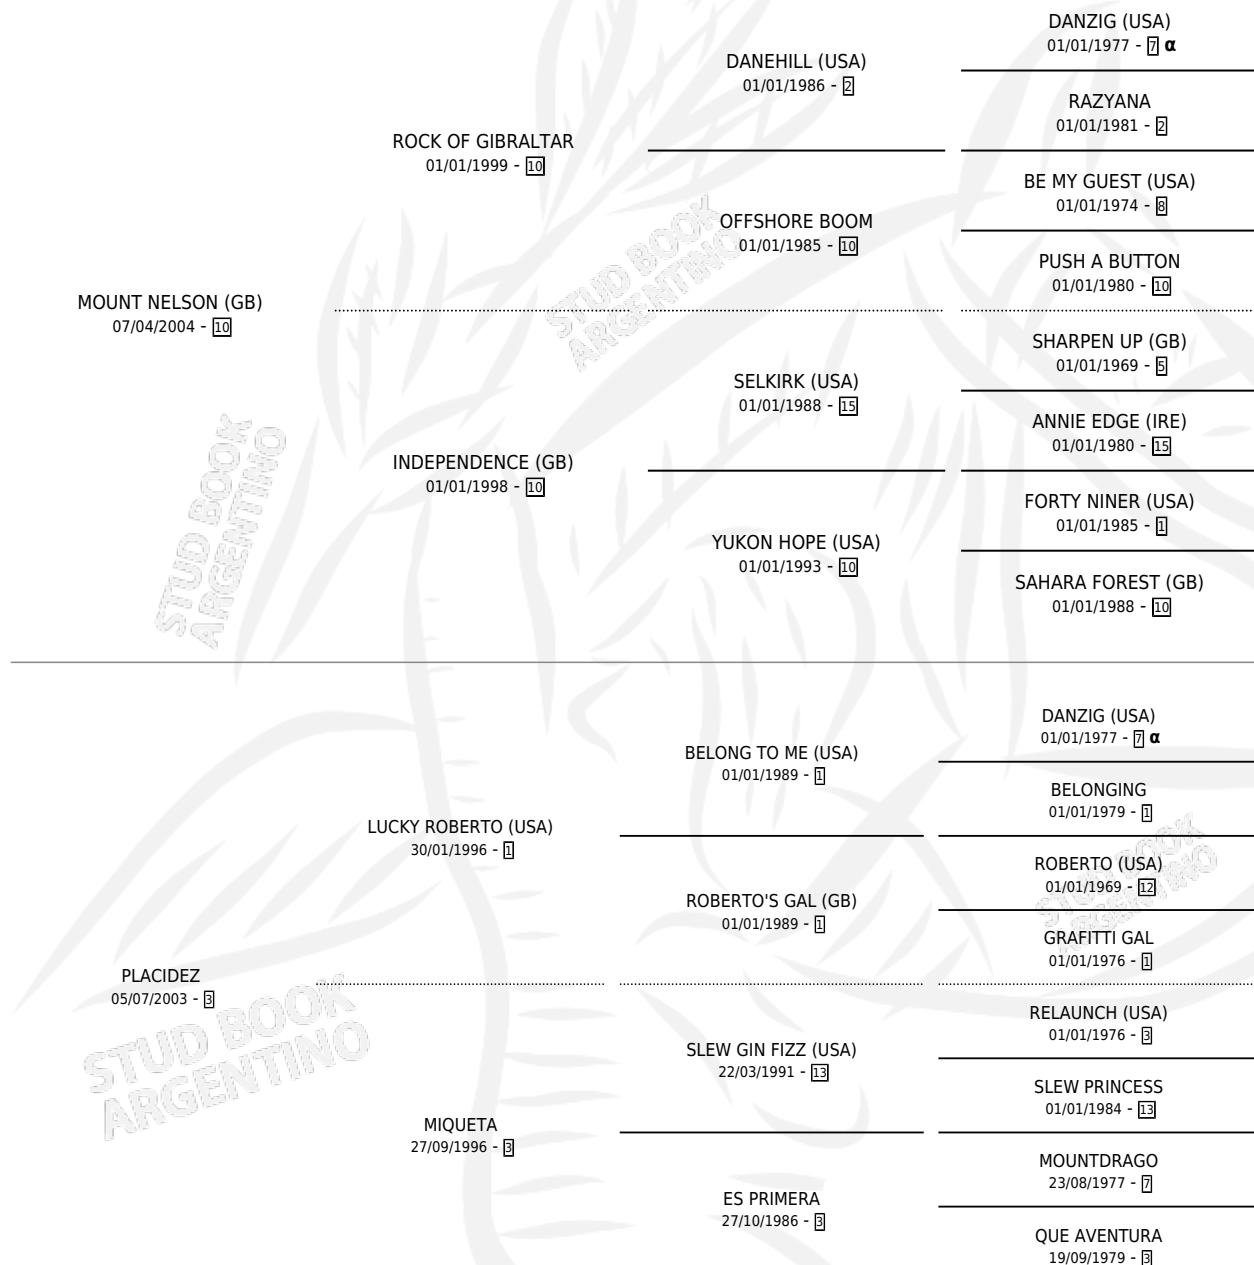 DANZIG (USA)
01/01/1977 - 7 α
DANEHILL (USA)
01/01/1986 - 2
RAZYANA
01/01/1981 - 2
ROCK OF GIBRALTAR
01/01/1999 - 10
BE MY GUEST (USA)
01/01/1974 - 8
OFFSHORE BOOM
01/01/1985 - 10
PUSH A BUTTON
01/01/1980 - 10
MOUNT NELSON (GB)
07/04/2004 - 10
STUD BOOK
ARGENTINO
SHARPEN UP (GB)
01/01/1969 - 5
SELKIRK (USA)
01/01/1988 - 15
ANNIE EDGE (IRE)
01/01/1980 - 15
INDEPENDENCE (GB)
01/01/1998 - 10
FORTY NINER (USA)
01/01/1985 - 1
YUKON HOPE (USA)
01/01/1993 - 10
SAHARA FOREST (GB)
01/01/1988 - 10
STUD BOOK
ARGENTINO
DANZIG (USA)
01/01/1977 - 7 α
BELONG TO ME (USA)
01/01/1989 - 1
BELONGING
01/01/1979 - 1
LUCKY ROBERTO (USA)
30/01/1996 - 1
ROBERTO (USA)
01/01/1969 - 12
STUD BOOK
ARGENTINO
ROBERTO'S GAL (GB)
01/01/1989 - 1
GRAFITTI GAL
01/01/1976 - 1
PLACIDEZ
05/07/2003 - 3
RELAUNCH (USA)
01/01/1976 - 3
STUD BOOK
ARGENTINO
SLEW GIN FIZZ (USA)
22/03/1991 - 13
SLEW PRINCESS
01/01/1984 - 13
MIQUETA
27/09/1996 - 3
MOUNTDRAGO
23/08/1977 - 7
ES PRIMERA
27/10/1986 - 3
QUE AVENTURA
19/09/1979 - 3